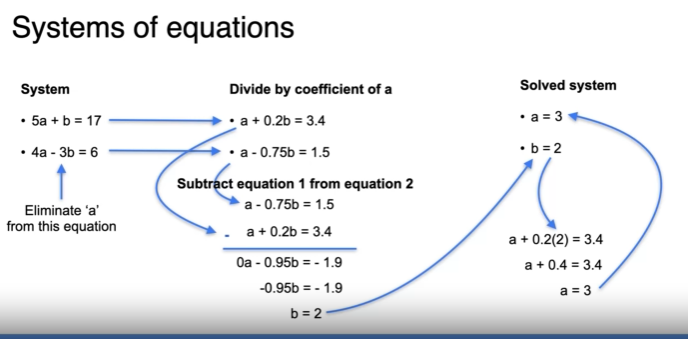 Systems of equations
System
• 5a + b = 17
• 4a - 3b = 6
Eliminate ‘a’
from this equation
Divide by coefficient of a
• a + 0.2b = 3.4
• a - 0.75b = 1.5
Subtract equation 1 from equation 2
a - 0.75b = 1.5
- a + 0.2b = 3.4
0a - 0.95b = - 1.9
-0.95b = - 1.9
b = 2
Solved system
• a = 3
• b = 2
a + 0.2(2) = 3.4
a + 0.4 = 3.4
a = 3